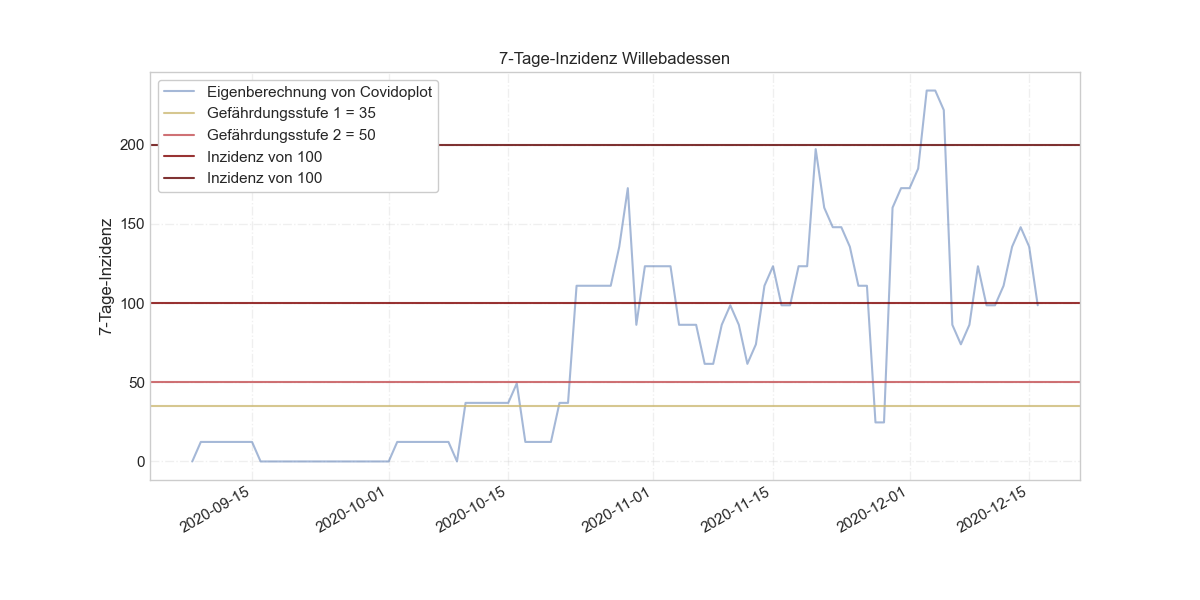 7-Tage-Inzidenz Willebadessen
Eigenberechnung von Covidoplot
Gefährdungsstufe 1 = 35
Gefährdungsstufe 2 = 50
Inzidenz von 100
Inzidenz von 100
7-Tage-Inzidenz
200
150
100
50
0
2020-09-15
2020-10-01
2020-10-15
2020-11-01
2020-11-15
2020-12-01
2020-12-15